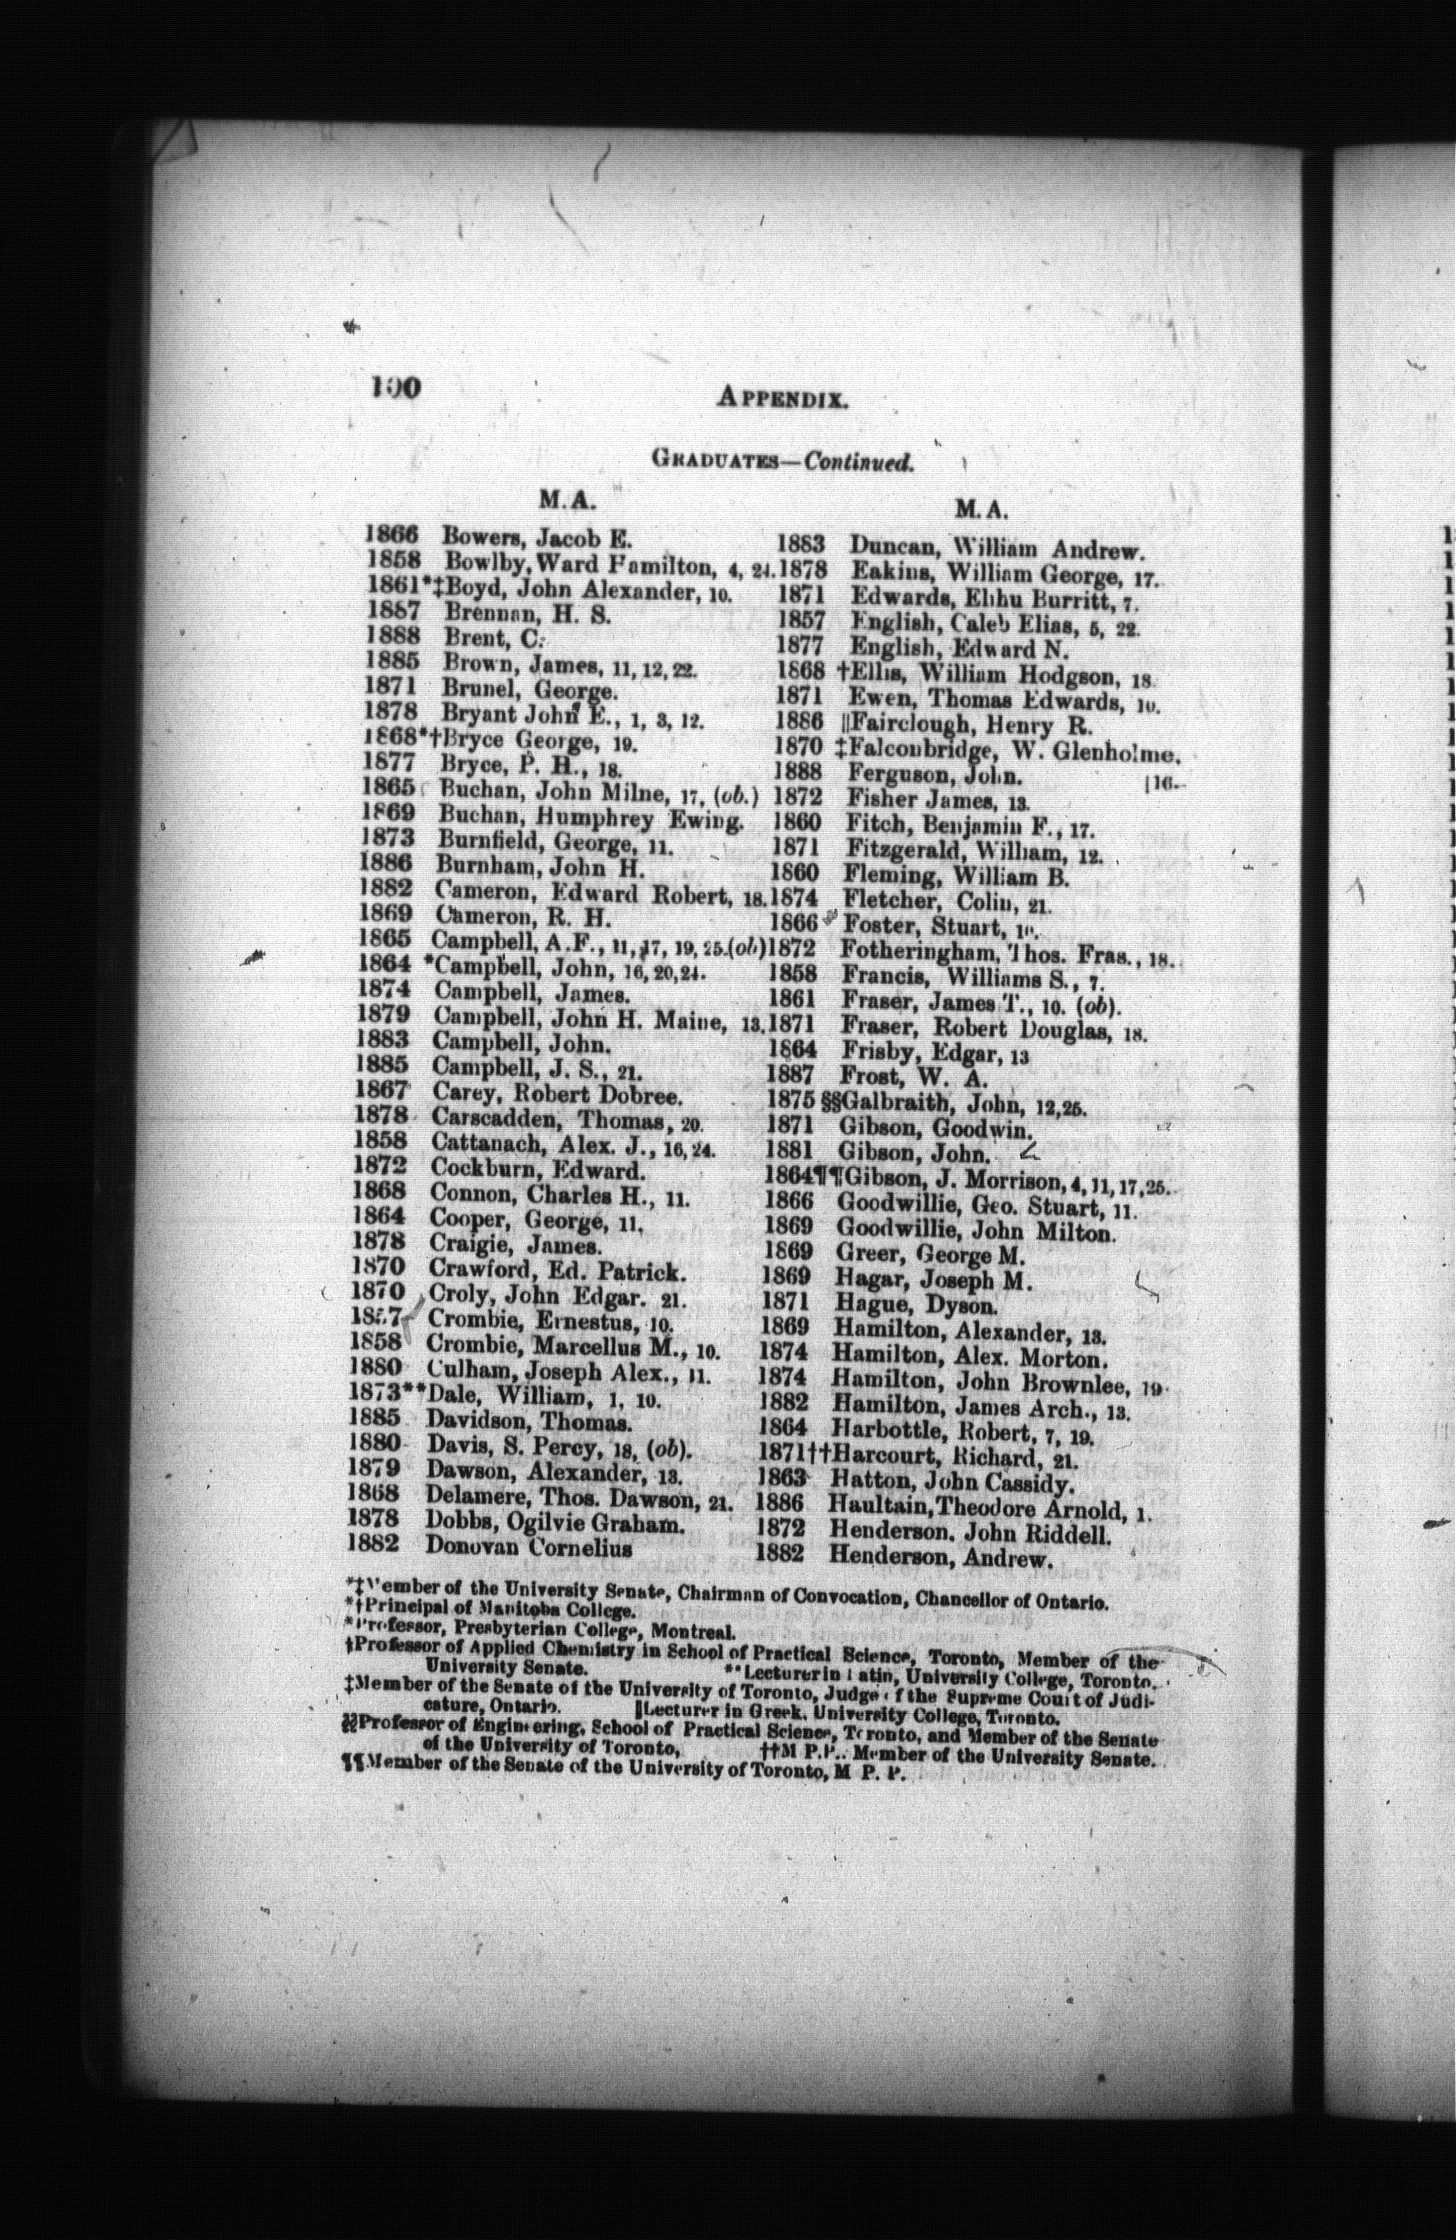 100
APPENDIX.
GRADUATES—Continued.
M.A.
1866 Bowers, Jacob E.
1858 Bowlby, Ward Hamilton, 4, 24.
1861*‡Boyd, John Alexander, 10.
1887 Brennan, H. S.
1888 Brent, C.
1885 Brown, James, 11, 12, 22.
1871 Brunel, George.
1878 Bryant John E., 1, 3, 12.
1868*†Bryce George, 19.
1877 Bryce, P. H., 18.
1865 Buchan, John Milne, 17, (ob.)
1869 Buchan, Humphrey Ewing.
1873 Burnfield, George, 11.
1886 Burnham, John H.
1882 Cameron, Edward Robert, 18.
1869 Cameron, R. H.
1865 Campbell, A.F., 11, 17, 19, 25.(ob)
1864 *Campbell, John, 16, 20, 24.
1874 Campbell, James.
1879 Campbell, John H. Maine, 13.
1883 Campbell, John.
1885 Campbell, J. S., 21.
1867 Carey, Robert Dobree.
1878 Carscadden, Thomas, 20.
1858 Cattanach, Alex. J., 16, 24.
1872 Cockburn, Edward.
1868 Connon, Charles H., 11.
1864 Cooper, George, 11.
1878 Craigie, James.
1870 Crawford, Ed. Patrick.
1870 Croly, John Edgar. 21.
Crombie, Ernestus, 10.
1858 Crombie, Marcellus M., 10.
1880 Culham, Joseph Alex., 11.
1873**Dale, William, 1, 10.
1885 Davidson, Thomas.
1880 Davis, S. Percy, 18, (ob).
1879 Dawson, Alexander, 13.
1868 Delamere, Thos. Dawson, 21.
1878 Dobbs, Ogilvie Graham.
1882 Donovan Cornelius
M.A.
1883 Duncan, William Andrew.
1878 Eakins, William George, 17.
1871 Edwards, Elihu Burritt, 7.
1857 English, Caleb Elias, 5, 22.
1877 English, Edward N.
1868 †Ellis, William Hodgson, 18.
1871 Ewen, Thomas Edwards, 10.
1886 ‖Fairclough, Henry R.
1870 ‡Falconbridge, W. Glenholme.
1888 Ferguson, John. [16.
1872 Fisher James, 13.
1860 Fitch, Benjamin F., 17.
1871 Fitzgerald, William, 12.
1860 Fleming, William B.
1874 Fletcher, Colin, 21.
1866 Foster, Stuart, 10.
1872 Fotheringham, Thos. Fras., 18.
1858 Francis, Williams S., 7.
1861 Fraser, James T., 10. (ob).
1871 Fraser, Robert Douglas, 18.
1864 Frisby, Edgar, 13
1887 Frost, W. A.
1875 §§Galbraith, John, 12,25.
1871 Gibson, Goodwin.
1881 Gibson, John.
1864¶¶Gibson, J. Morrison, 4, 11, 17, 25.
1866 Goodwillie, Geo. Stuart, 11.
1869 Goodwillie, John Milton.
1869 Greer, George M.
1869 Hagar, Joseph M.
1871 Hague, Dyson.
1869 Hamilton, Alexander, 13.
1874 Hamilton, Alex. Morton.
1874 Hamilton, John Brownlee, 19.
1882 Hamilton, James Arch., 13.
1864 Harbottle, Robert, 7, 19.
1871††Harcourt, Richard, 21.
1863 Hatton, John Cassidy.
1886 Haultain, Theodore Arnold, 1.
1872 Henderson. John Riddell.
1882 Henderson, Andrew.
*‡Member of the University Senate, Chairman of Convocation, Chancellor of Ontario.
*†Principal of Manitoba College.
*Professor, Presbyterian College, Montreal.
†Professor of Applied Chemistry in School of Practical Science, Toronto, Member of the
University Senate. **Lecturer in Latin, University College, Toronto.
‡Member of the Senate of the University of Toronto, Judge of the Supreme Court of Judi-
cature, Ontario. ‖Lecturer in Greek, University College, Toronto.
§§Professor of Engineering, School of Practical Science, Toronto, and Member of the Senate
of the University of Toronto, ††M P.P.. Member of the University Senate.
¶¶Member of the Senate of the University of Toronto, M P. P.